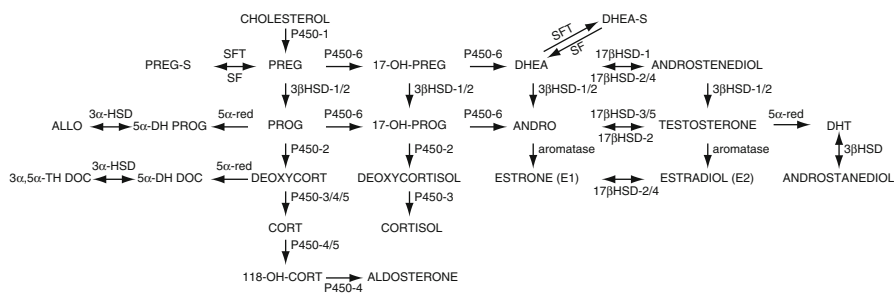 CHOLESTEROL
DHEA-S
P450-1
SFT
SF
PREG-S
SFT
SF
PREG
P450-6
17-OH-PREG
P450-6
DHEA
17βHSD-1
17βHSD-2/4
ANDROSTENEDIOL
3βHSD-1/2
3βHSD-1/2
3βHSD-1/2
3βHSD-1/2
ALLO
3α-HSD
5α-DH PROG
5α-red
PROG
P450-6
17-OH-PROG
P450-6
ANDRO
17βHSD-3/5
17βHSD-2
TESTOSTERONE
5α-red
DHT
P450-2
P450-2
aromatase
aromatase
3βHSD
3α,5α-TH DOC
3α-HSD
5α-DH DOC
5α-red
DEOXYCORT
DEOXYCORTISOL
ESTRONE (E1)
17βHSD-2/4
ESTRADIOL (E2)
ANDROSTANEDIOL
P450-3/4/5
P450-3
CORT
CORTISOL
P450-4/5
118-OH-CORT
P450-4
ALDOSTERONE